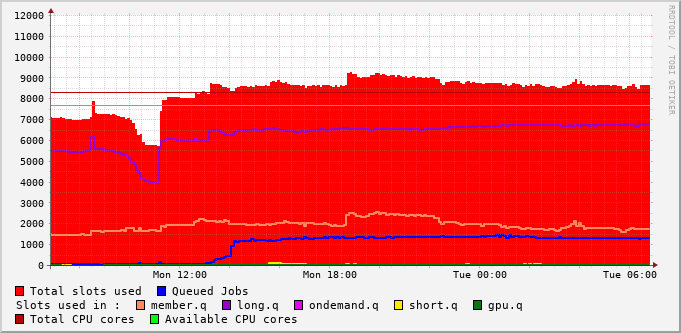 RRDTOOL / TOBI OETIKER
12000
11000
10000
9000
8000
7000
6000
5000
4000
3000
2000
1000
0
Mon 12:00 Mon 18:00 Tue 00:00 Tue 06:00
Total slots used Queued Jobs
Slots used in : member.q long.q ondemand.q short.q gpu.q
Total CPU cores Available CPU cores